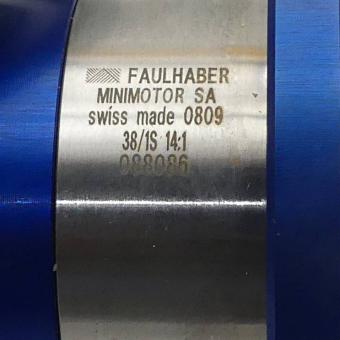 FAULHABER
MINIMOTOR SA
swiss made 0809
38/1S 14:1
088086